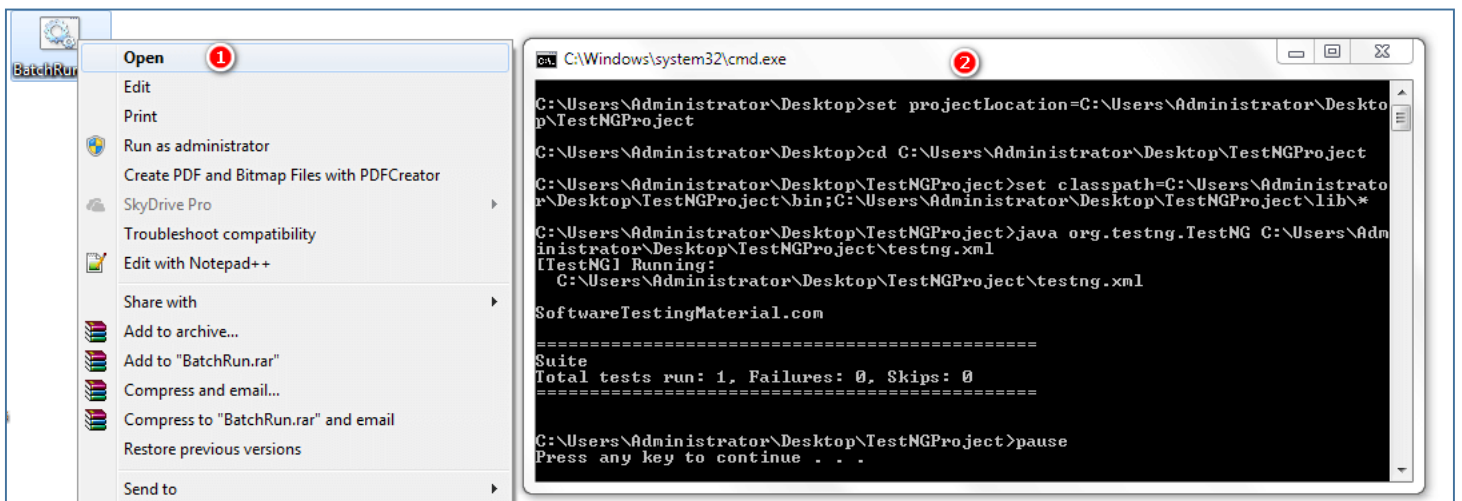 BatchRun
Open
1
Edit
Print
Run as administrator
Create PDF and Bitmap Files with PDFCreator
SkyDrive Pro
Troubleshoot compatibility
Edit with Notepad++
Share with
Add to archive...
Add to "BatchRun.rar"
Compress and email...
Compress to "BatchRun.rar" and email
Restore previous versions
Send to
C:\Windows\system32\cmd.exe
2
C:\Users\Administrator\Desktop>set projectLocation=C:\Users\Administrator\Deskto
p\TestNGProject
C:\Users\Administrator\Desktop>cd C:\Users\Administrator\Desktop\TestNGProject
C:\Users\Administrator\Desktop\TestNGProject>set classpath=C:\Users\Administrato
r\Desktop\TestNGProject\bin;C:\Users\Administrator\Desktop\TestNGProject\lib\*
C:\Users\Administrator\Desktop\TestNGProject>java org.testng.TestNG C:\Users\Adm
inistrator\Desktop\TestNGProject\testng.xml
[TestNG] Running:
C:\Users\Administrator\Desktop\TestNGProject\testng.xml
SoftwareTestingMaterial.com
===============================================
Suite
Total tests run: 1, Failures: 0, Skips: 0
===============================================
C:\Users\Administrator\Desktop\TestNGProject>pause
Press any key to continue . . .